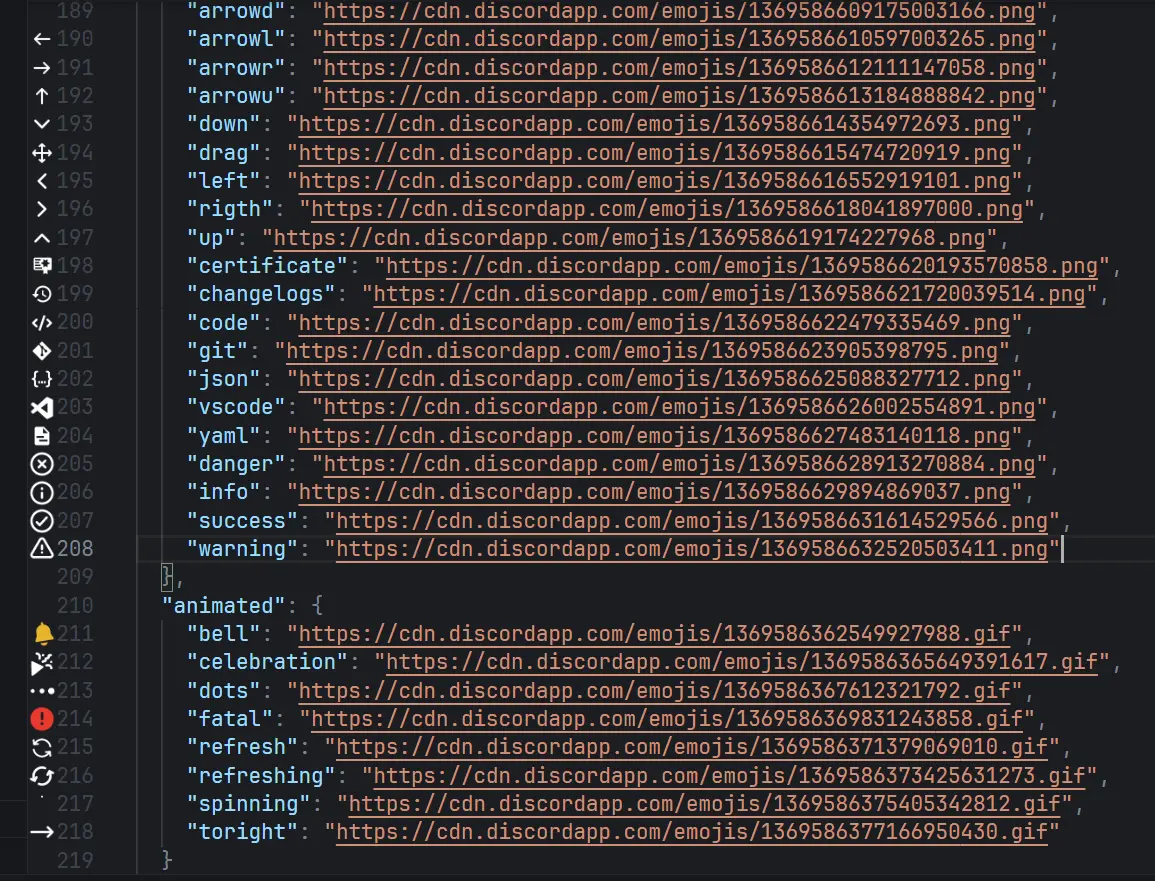 189 "arrowd": "https://cdn.discordapp.com/emojis/1369586609175003166.png",
190 "arrowl": "https://cdn.discordapp.com/emojis/1369586610597003265.png",
191 "arrowr": "https://cdn.discordapp.com/emojis/1369586612111147058.png",
192 "arrowu": "https://cdn.discordapp.com/emojis/1369586613184888842.png",
193 "down": "https://cdn.discordapp.com/emojis/1369586614354972693.png",
194 "drag": "https://cdn.discordapp.com/emojis/1369586615474720919.png",
195 "left": "https://cdn.discordapp.com/emojis/1369586616552919101.png",
196 "rigth": "https://cdn.discordapp.com/emojis/1369586618041897000.png",
197 "up": "https://cdn.discordapp.com/emojis/1369586619174227968.png",
198 "certificate": "https://cdn.discordapp.com/emojis/1369586620193570858.png",
199 "changelogs": "https://cdn.discordapp.com/emojis/1369586621720039514.png",
200 "code": "https://cdn.discordapp.com/emojis/1369586622479335469.png",
201 "git": "https://cdn.discordapp.com/emojis/1369586623905398795.png",
202 "json": "https://cdn.discordapp.com/emojis/1369586625088327712.png",
203 "vscode": "https://cdn.discordapp.com/emojis/1369586626002554891.png",
204 "yaml": "https://cdn.discordapp.com/emojis/1369586627483140118.png",
205 "danger": "https://cdn.discordapp.com/emojis/1369586628913270884.png",
206 "info": "https://cdn.discordapp.com/emojis/1369586629894869037.png",
207 "success": "https://cdn.discordapp.com/emojis/1369586631614529566.png",
208 "warning": "https://cdn.discordapp.com/emojis/1369586632520503411.png"
209 },
210 "animated": {
211 "bell": "https://cdn.discordapp.com/emojis/1369586362549927988.gif",
212 "celebration": "https://cdn.discordapp.com/emojis/1369586365649391617.gif",
213 "dots": "https://cdn.discordapp.com/emojis/1369586367612321792.gif",
214 "fatal": "https://cdn.discordapp.com/emojis/1369586369831243858.gif",
215 "refresh": "https://cdn.discordapp.com/emojis/1369586371379069010.gif",
216 "refreshing": "https://cdn.discordapp.com/emojis/1369586373425631273.gif",
217 "spinning": "https://cdn.discordapp.com/emojis/1369586375405342812.gif",
218 "toright": "https://cdn.discordapp.com/emojis/1369586377166950430.gif"
219 }